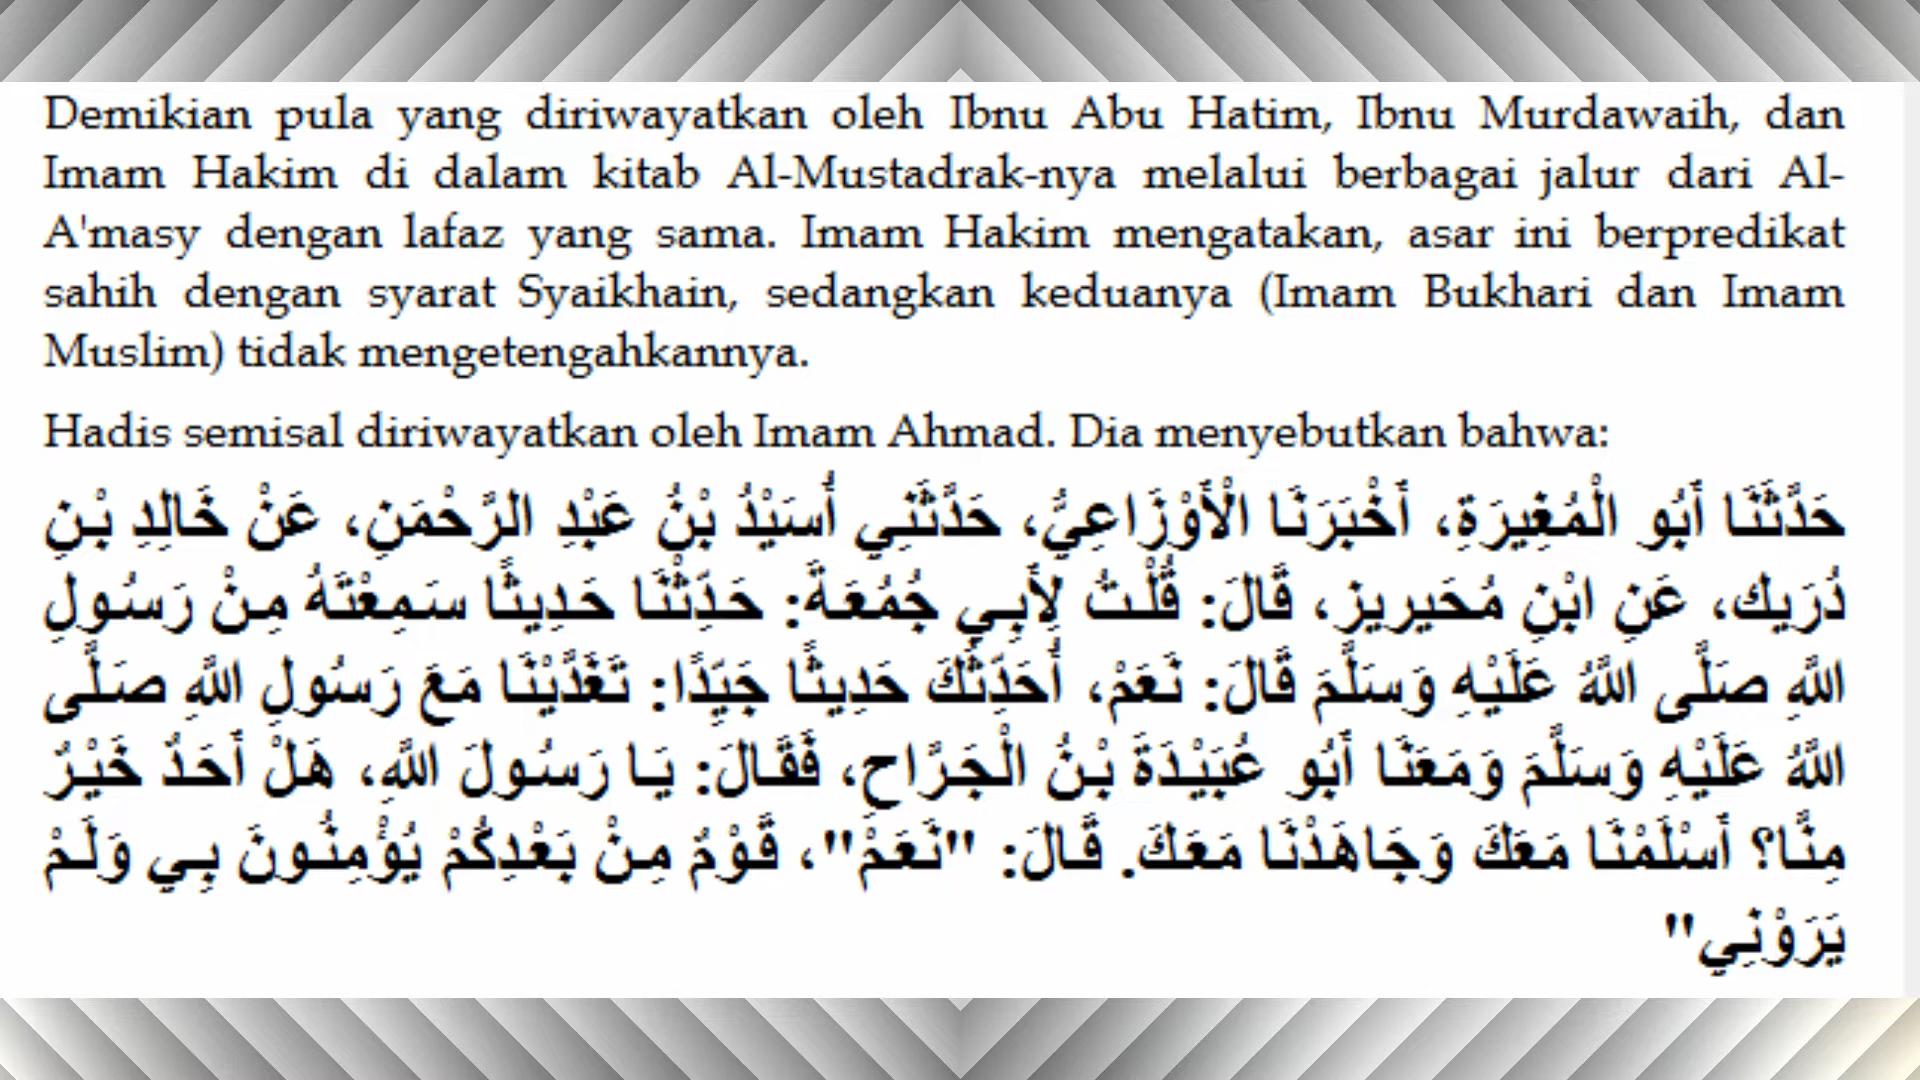 Demikian pula yang diriwayatkan oleh Ibnu Abu Hatim, Ibnu Murdawaih, dan
Imam Hakim di dalam kitab Al-Mustadrak-nya melalui berbagai jalur dari Al-
A'masy dengan lafaz yang sama. Imam Hakim mengatakan, asar ini berpredikat
sahih dengan syarat Syaikhain, sedangkan keduanya (Imam Bukhari dan Imam
Muslim) tidak mengetengahkannya.
Hadis semisal diriwayatkan oleh Imam Ahmad. Dia menyebutkan bahwa:
حَدَّثَنَا أَبُو الْمُغِيرَةِ، أَخْبَرَنَا الْأَوْزَاعِيُّ، حَدَّثَنِي أُسَيْدُ بْنُ عَبْدِ الرَّحْمَنِ، عَنْ خَالِدِ بْنِ
دُرَيك، عَنِ ابْنِ مُحَيريز، قَالَ: قُلْتُ لِأَبِي جُمُعَةَ: حَدِّثْنَا حَدِيثًا سَمِعْتَهُ مِنْ رَسُولِ
اللَّهِ صَلَّى اللَّهُ عَلَيْهِ وَسَلَّمَ قَالَ: نَعَمْ، أُحَدِّثُكَ حَدِيثًا جَيِّدًا: تَغَدَّيْنَا مَعَ رَسُولِ اللَّهِ صَلَّى
اللَّهُ عَلَيْهِ وَسَلَّمَ وَمَعَنَا أَبُو عُبَيْدَةَ بْنُ الْجَرَّاحِ، فَقَالَ: يَا رَسُولَ اللَّهِ، هَلْ أَحَدٌ خَيْرٌ
مِنَّا؟ أَسْلَمْنَا مَعَكَ وَجَاهَدْنَا مَعَكَ. قَالَ: "نَعَمْ"، قَوْمٌ مِنْ بَعْدِكُمْ يُؤْمِنُونَ بِي وَلَمْ
يَرَوْنِي"